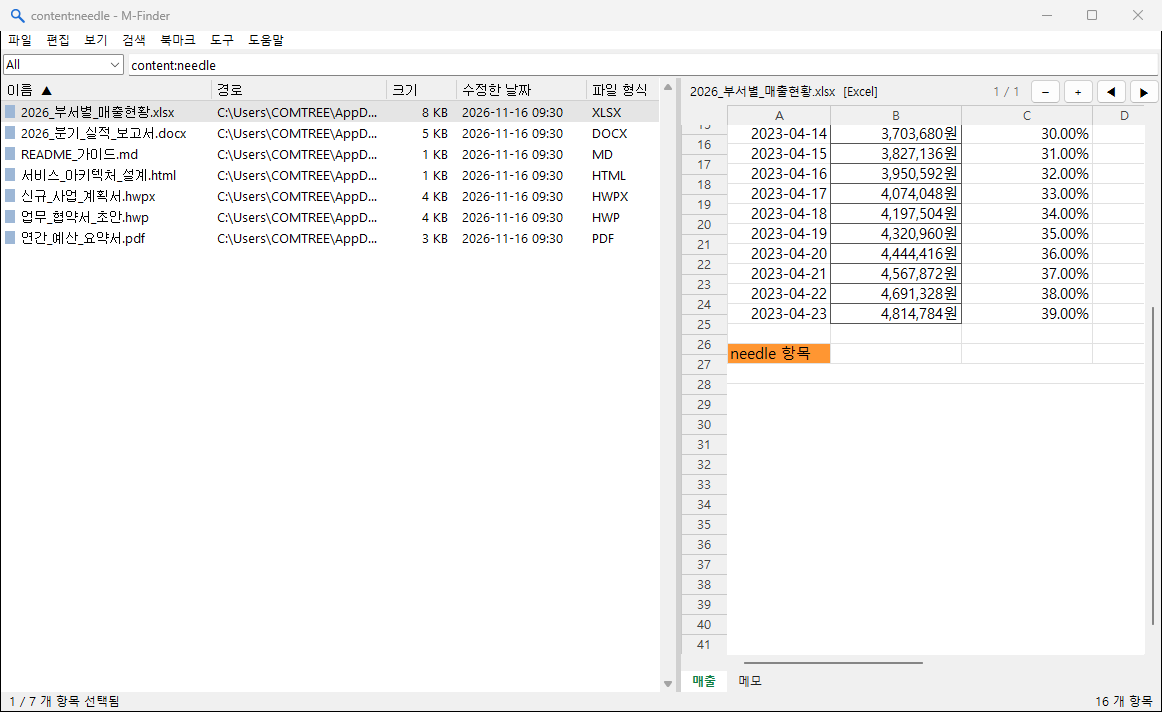 content:needle - M-Finder
파일 편집 보기 검색 북마크 도구 도움말
All content:needle
이름 ▲ 경로 크기 수정한 날짜 파일 형식
2026_부서별_매출현황.xlsx C:\Users\COMTREE\AppD... 8 KB 2026-11-16 09:30 XLSX
2026_분기_실적_보고서.docx C:\Users\COMTREE\AppD... 5 KB 2026-11-16 09:30 DOCX
README_가이드.md C:\Users\COMTREE\AppD... 1 KB 2026-11-16 09:30 MD
서비스_아키텍처_설계.html C:\Users\COMTREE\AppD... 1 KB 2026-11-16 09:30 HTML
신규_사업_계획서.hwpx C:\Users\COMTREE\AppD... 4 KB 2026-11-16 09:30 HWPX
업무_협약서_초안.hwp C:\Users\COMTREE\AppD... 4 KB 2026-11-16 09:30 HWP
연간_예산_요약서.pdf C:\Users\COMTREE\AppD... 3 KB 2026-11-16 09:30 PDF
2026_부서별_매출현황.xlsx [Excel] 1 / 1 − + ◀ ▶
A B C D
2023-04-14 3,703,680원 30.00%
16 2023-04-15 3,827,136원 31.00%
17 2023-04-16 3,950,592원 32.00%
18 2023-04-17 4,074,048원 33.00%
19 2023-04-18 4,197,504원 34.00%
20 2023-04-19 4,320,960원 35.00%
21 2023-04-20 4,444,416원 36.00%
22 2023-04-21 4,567,872원 37.00%
23 2023-04-22 4,691,328원 38.00%
24 2023-04-23 4,814,784원 39.00%
25
26 needle 항목
27
28
29
30
31
32
33
34
35
36
37
38
39
40
41
매출 메모
1 / 7 개 항목 선택됨 16 개 항목